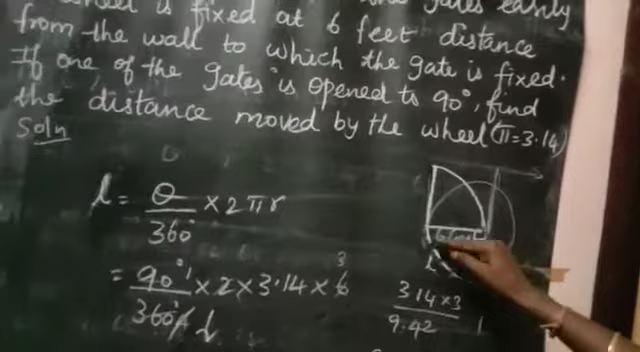 is fixed at 6 feet distance
from the wall to which the gate is fixed.
If one of the gates is opened to 90°, find
the distance moved by the wheel (π=3.14)
Soln
l = θ/360° × 2πr
= 90°/360° × 2 × 3.14 × 6
3
1
3.14×3
9.42